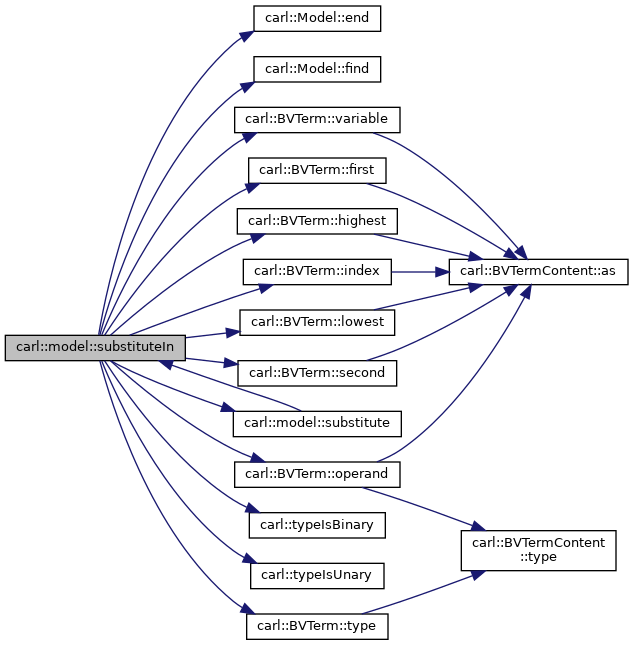 carl::Model::end
carl::Model::find
carl::BVTerm::variable
carl::BVTerm::first
carl::BVTerm::highest
carl::BVTerm::index
carl::BVTermContent::as
carl::BVTerm::lowest
carl::model::substituteIn
carl::BVTerm::second
carl::model::substitute
carl::BVTerm::operand
carl::typeIsBinary
carl::BVTermContent
::type
carl::typeIsUnary
carl::BVTerm::type